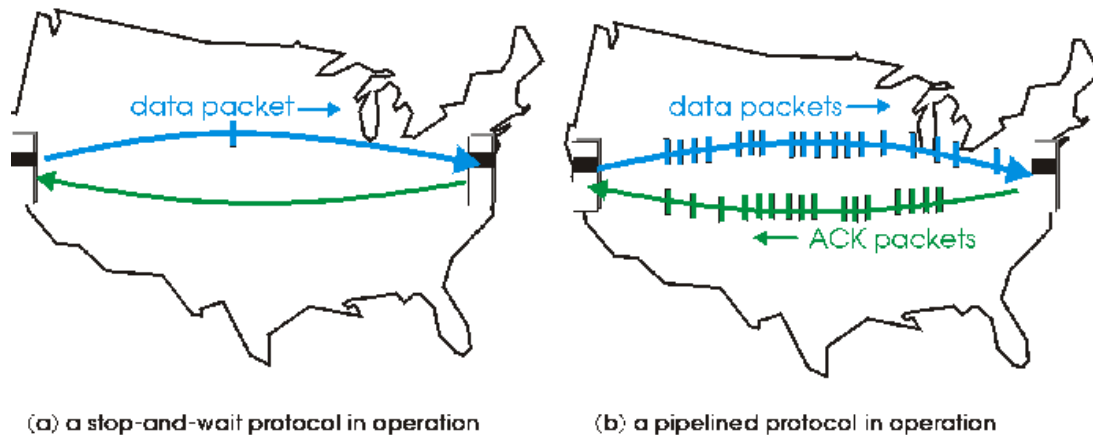 data packet
data packets
ACK packets
(a) a stop-and-wait protocol in operation
(b) a pipelined protocol in operation